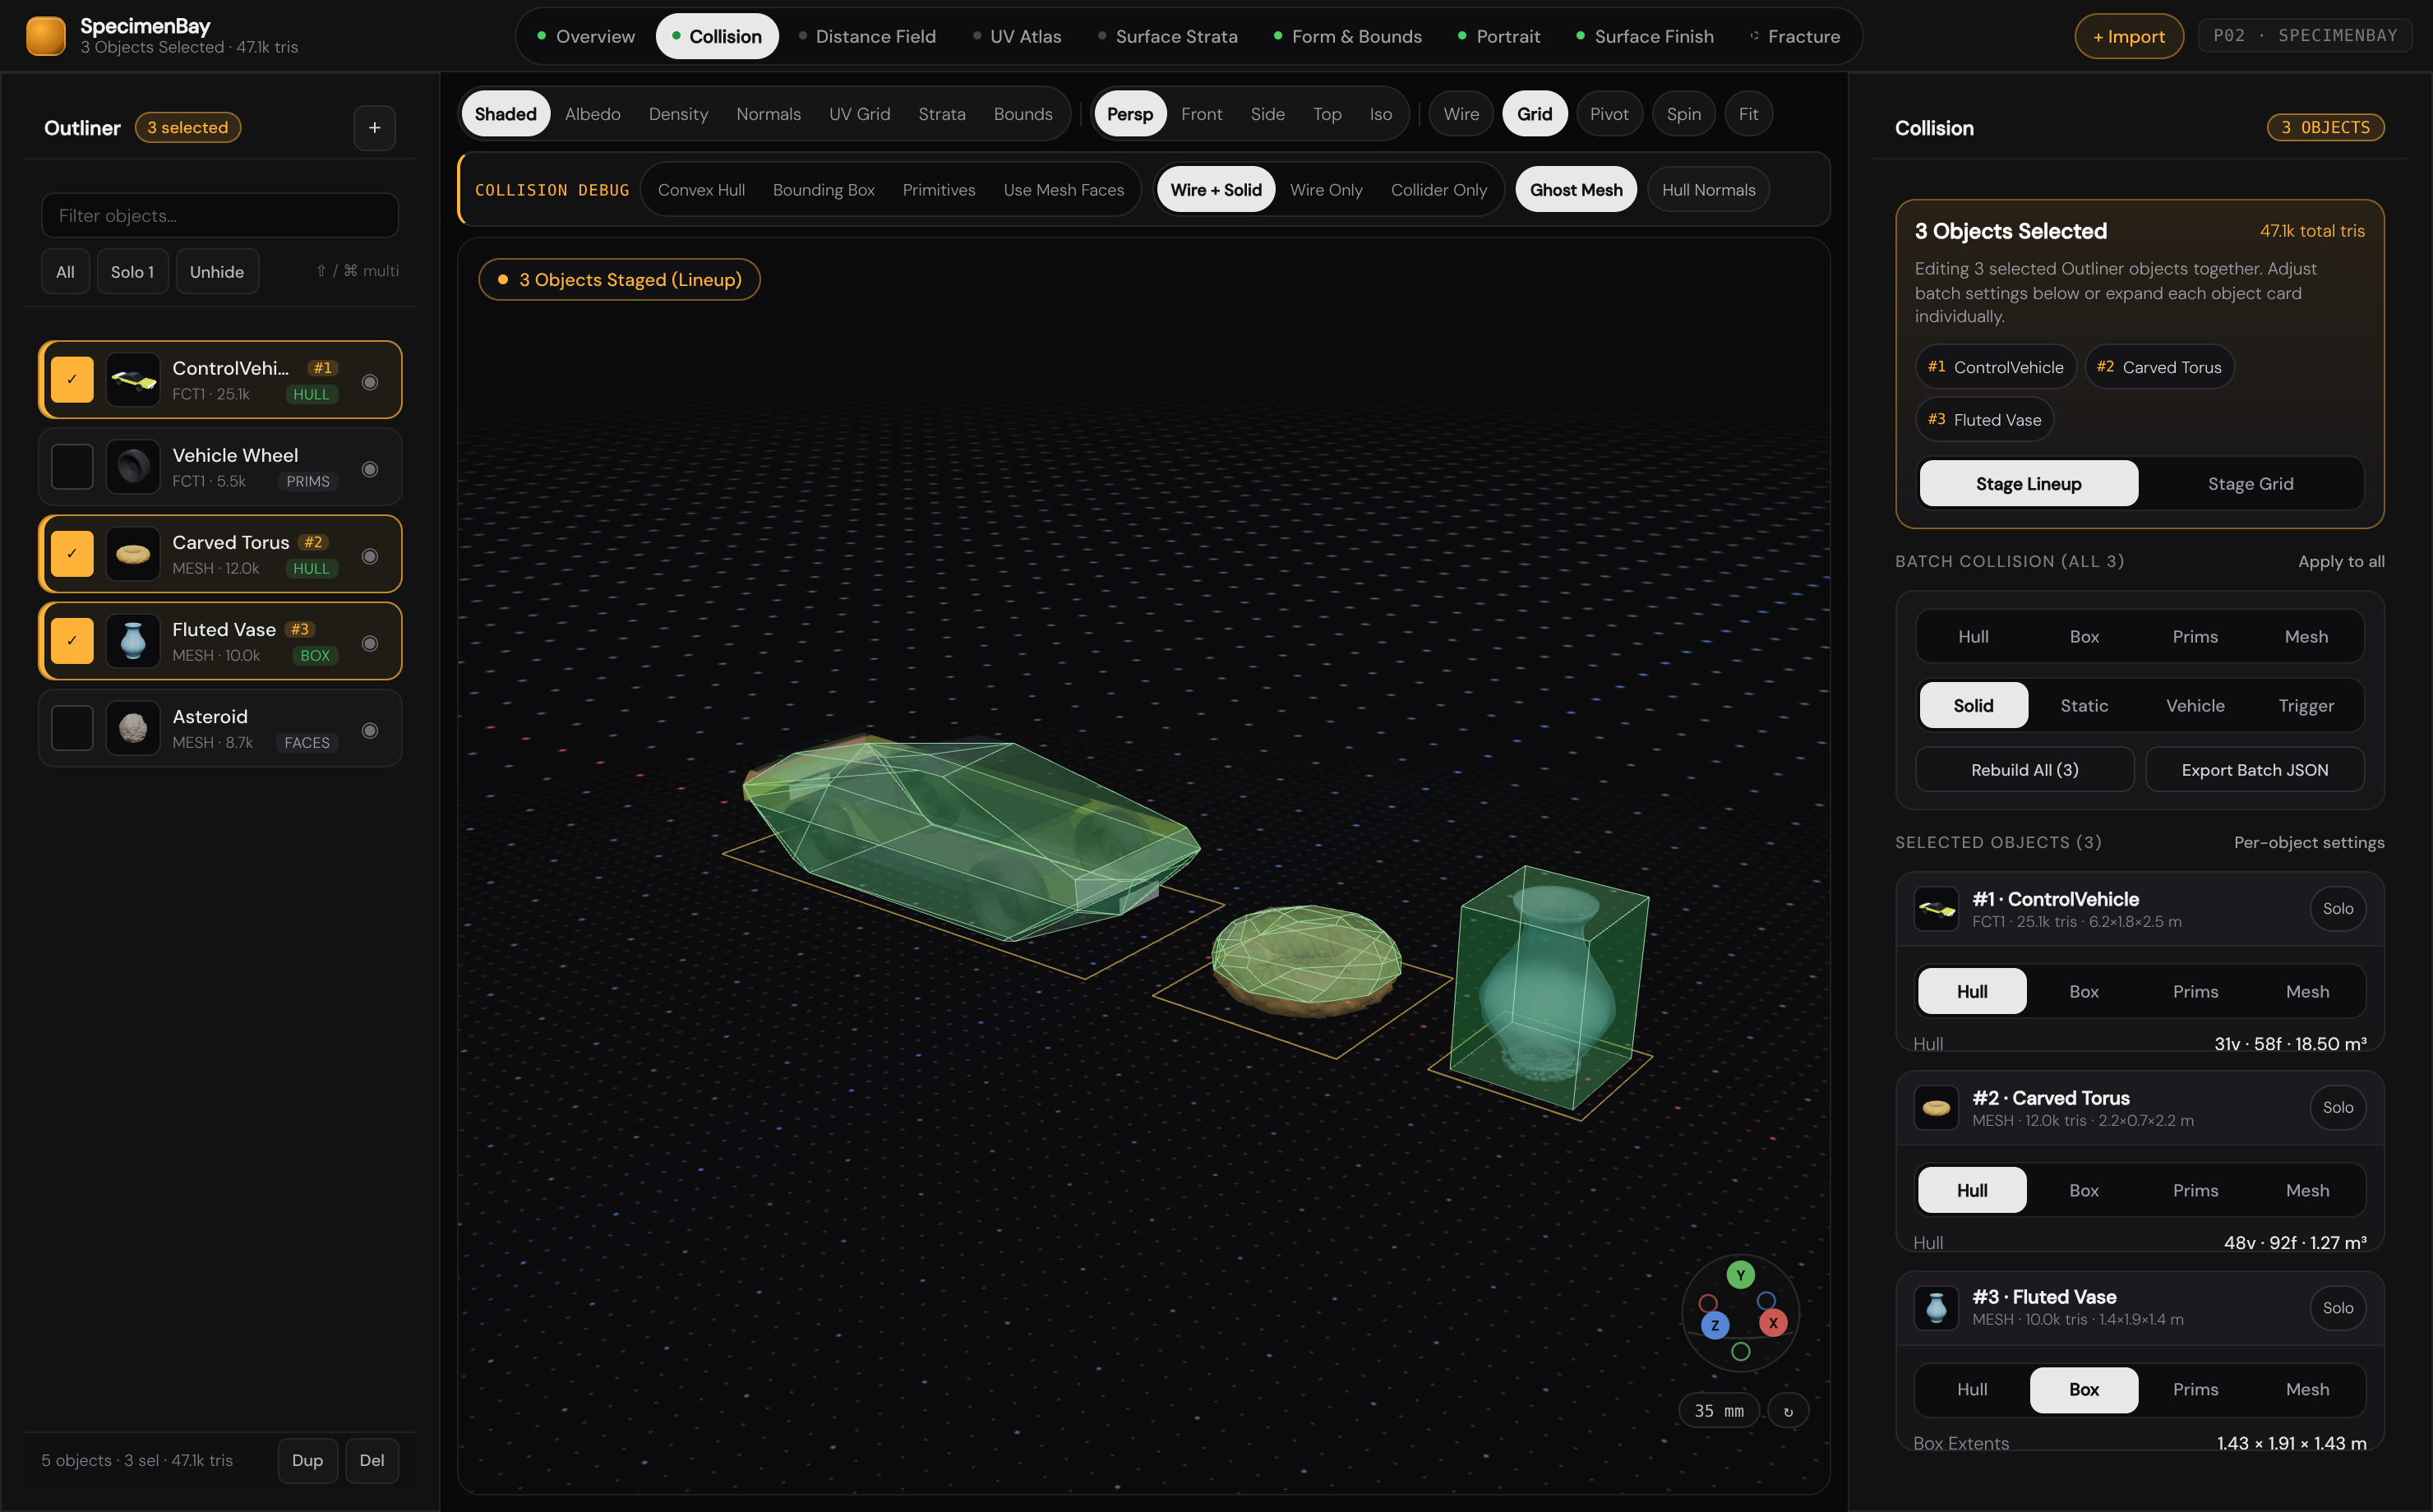 SpecimenBay
3 Objects Selected · 47.1k tris
Overview
Collision
Distance Field
UV Atlas
Surface Strata
Form & Bounds
Portrait
Surface Finish
Fracture
+ Import
P02 · SPECIMENBAY
Outliner
3 selected
+
Filter objects...
All
Solo 1
Unhide
⇧ / ⌘ multi
✓
ControlVehi...
#1
FCT1 · 25.1k
HULL
Vehicle Wheel
FCT1 · 5.5k
PRIMS
✓
Carved Torus
#2
MESH · 12.0k
HULL
✓
Fluted Vase
#3
MESH · 10.0k
BOX
Asteroid
MESH · 8.7k
FACES
5 objects · 3 sel · 47.1k tris
Dup
Del
Shaded
Albedo
Density
Normals
UV Grid
Strata
Bounds
Persp
Front
Side
Top
Iso
Wire
Grid
Pivot
Spin
Fit
COLLISION DEBUG
Convex Hull
Bounding Box
Primitives
Use Mesh Faces
Wire + Solid
Wire Only
Collider Only
Ghost Mesh
Hull Normals
3 Objects Staged (Lineup)
Y
Z
X
35 mm
↻
Collision
3 OBJECTS
3 Objects Selected
47.1k total tris
Editing 3 selected Outliner objects together. Adjust
batch settings below or expand each object card
individually.
#1 ControlVehicle
#2 Carved Torus
#3 Fluted Vase
Stage Lineup
Stage Grid
BATCH COLLISION (ALL 3)
Apply to all
Hull
Box
Prims
Mesh
Solid
Static
Vehicle
Trigger
Rebuild All (3)
Export Batch JSON
SELECTED OBJECTS (3)
Per-object settings
#1 · ControlVehicle
FCT1 · 25.1k tris · 6.2×1.8×2.5 m
Solo
Hull
Box
Prims
Mesh
Hull
31v · 58f · 18.50 m³
#2 · Carved Torus
MESH · 12.0k tris · 2.2×0.7×2.2 m
Solo
Hull
Box
Prims
Mesh
Hull
48v · 92f · 1.27 m³
#3 · Fluted Vase
MESH · 10.0k tris · 1.4×1.9×1.4 m
Solo
Hull
Box
Prims
Mesh
Box Extents
1.43 × 1.91 × 1.43 m